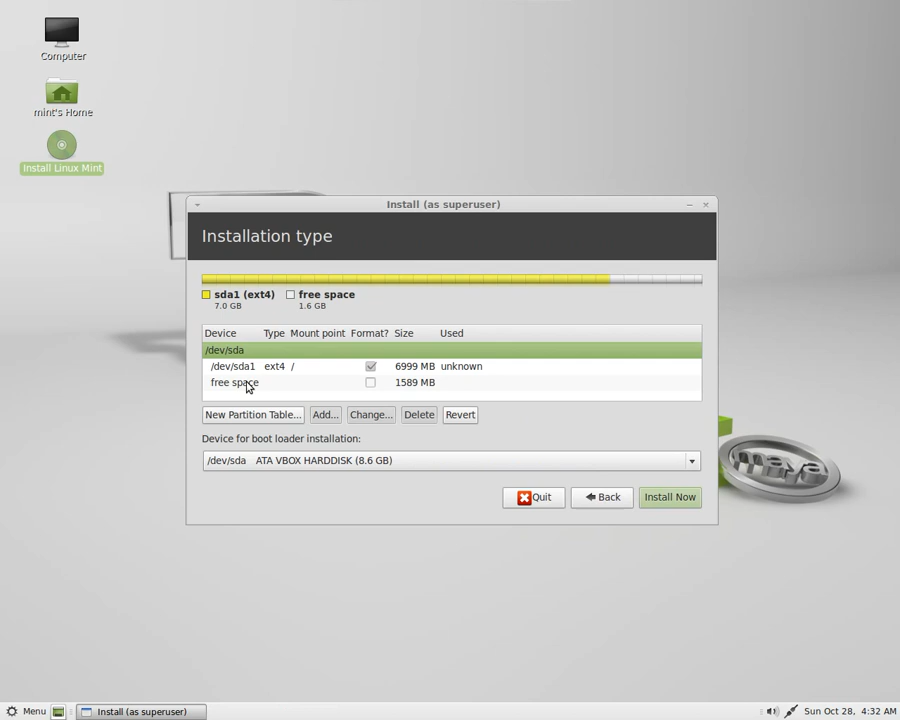 Computer
mint's Home
Install Linux Mint
Install (as superuser)
Installation type
sda1 (ext4) free space
7.0 GB 1.6 GB
Device Type Mount point Format? Size Used
/dev/sda
/dev/sda1 ext4 / 6999 MB unknown
free space 1589 MB
New Partition Table... Add... Change... Delete Revert
Device for boot loader installation:
/dev/sda ATA VBOX HARDDISK (8.6 GB)
Quit Back Install Now
maya
Menu Install (as superuser) Sun Oct 28, 4:32 AM